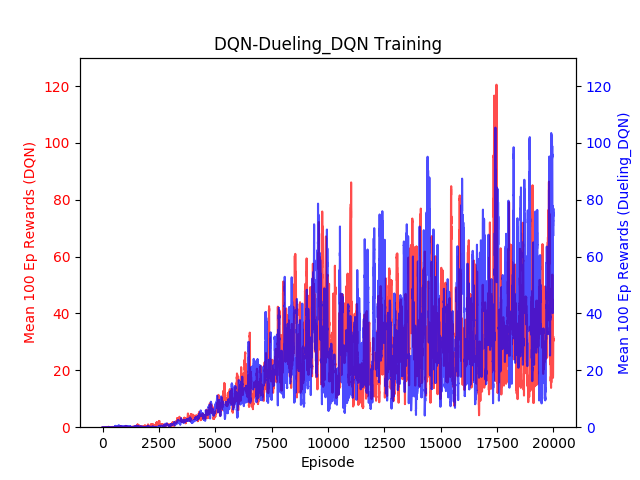 DQN-Dueling_DQN Training
Mean 100 Ep Rewards (DQN)
120
100
80
60
40
20
0
120
100
80
60
40
20
0
Mean 100 Ep Rewards (Dueling_DQN)
0 2500 5000 7500 10000 12500 15000 17500 20000
Episode